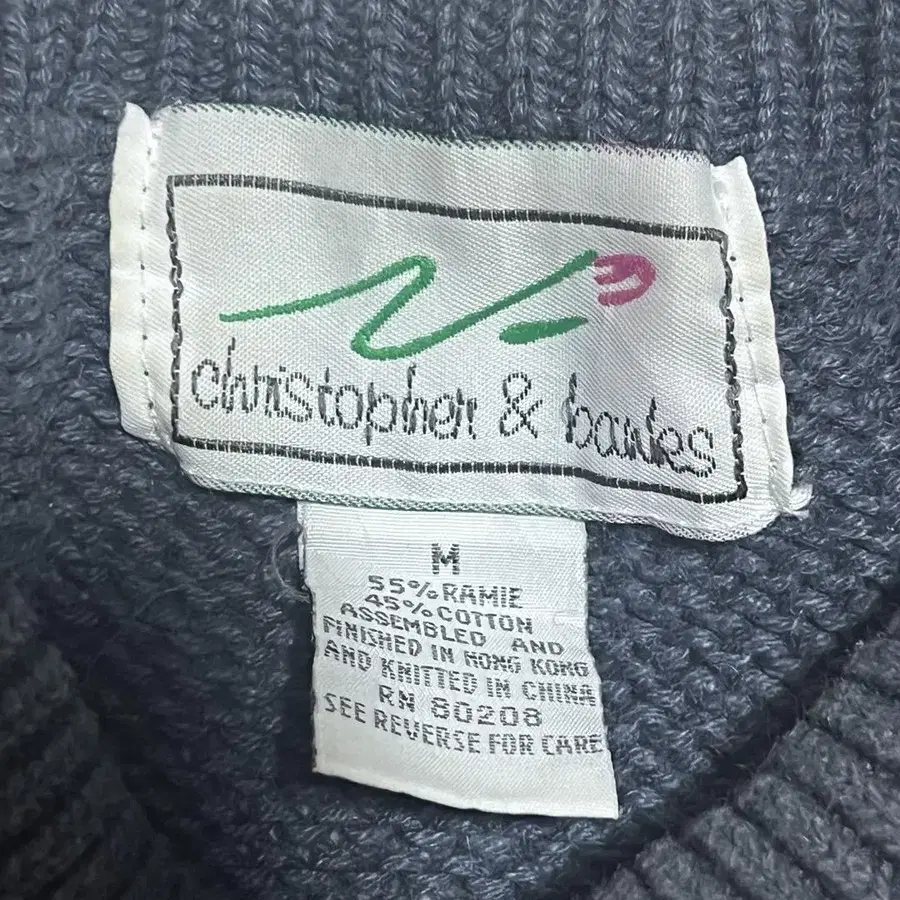 christopher & banks
M
55% RAMIE
45% COTTON
ASSEMBLED AND
FINISHED IN HONG KONG
AND KNITTED IN CHINA
RN 80208
SEE REVERSE FOR CARE